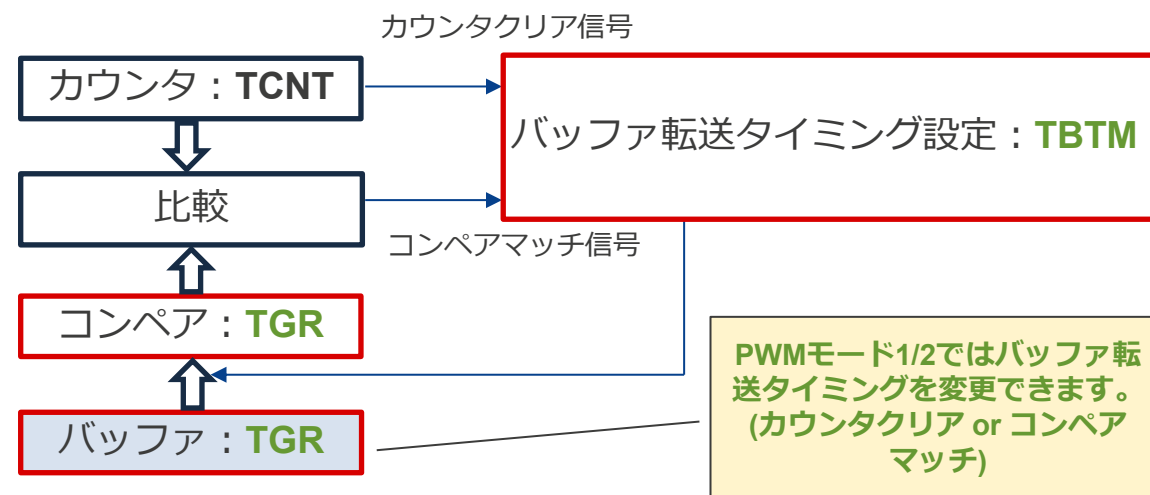 カウンタクリア信号
カウンタ：TCNT
バッファ転送タイミング設定：TBTM
比較
コンペアマッチ信号
コンペア：TGR
バッファ：TGR
PWMモード1/2ではバッファ転
送タイミングを変更できます。
(カウンタクリア or コンペア
マッチ)